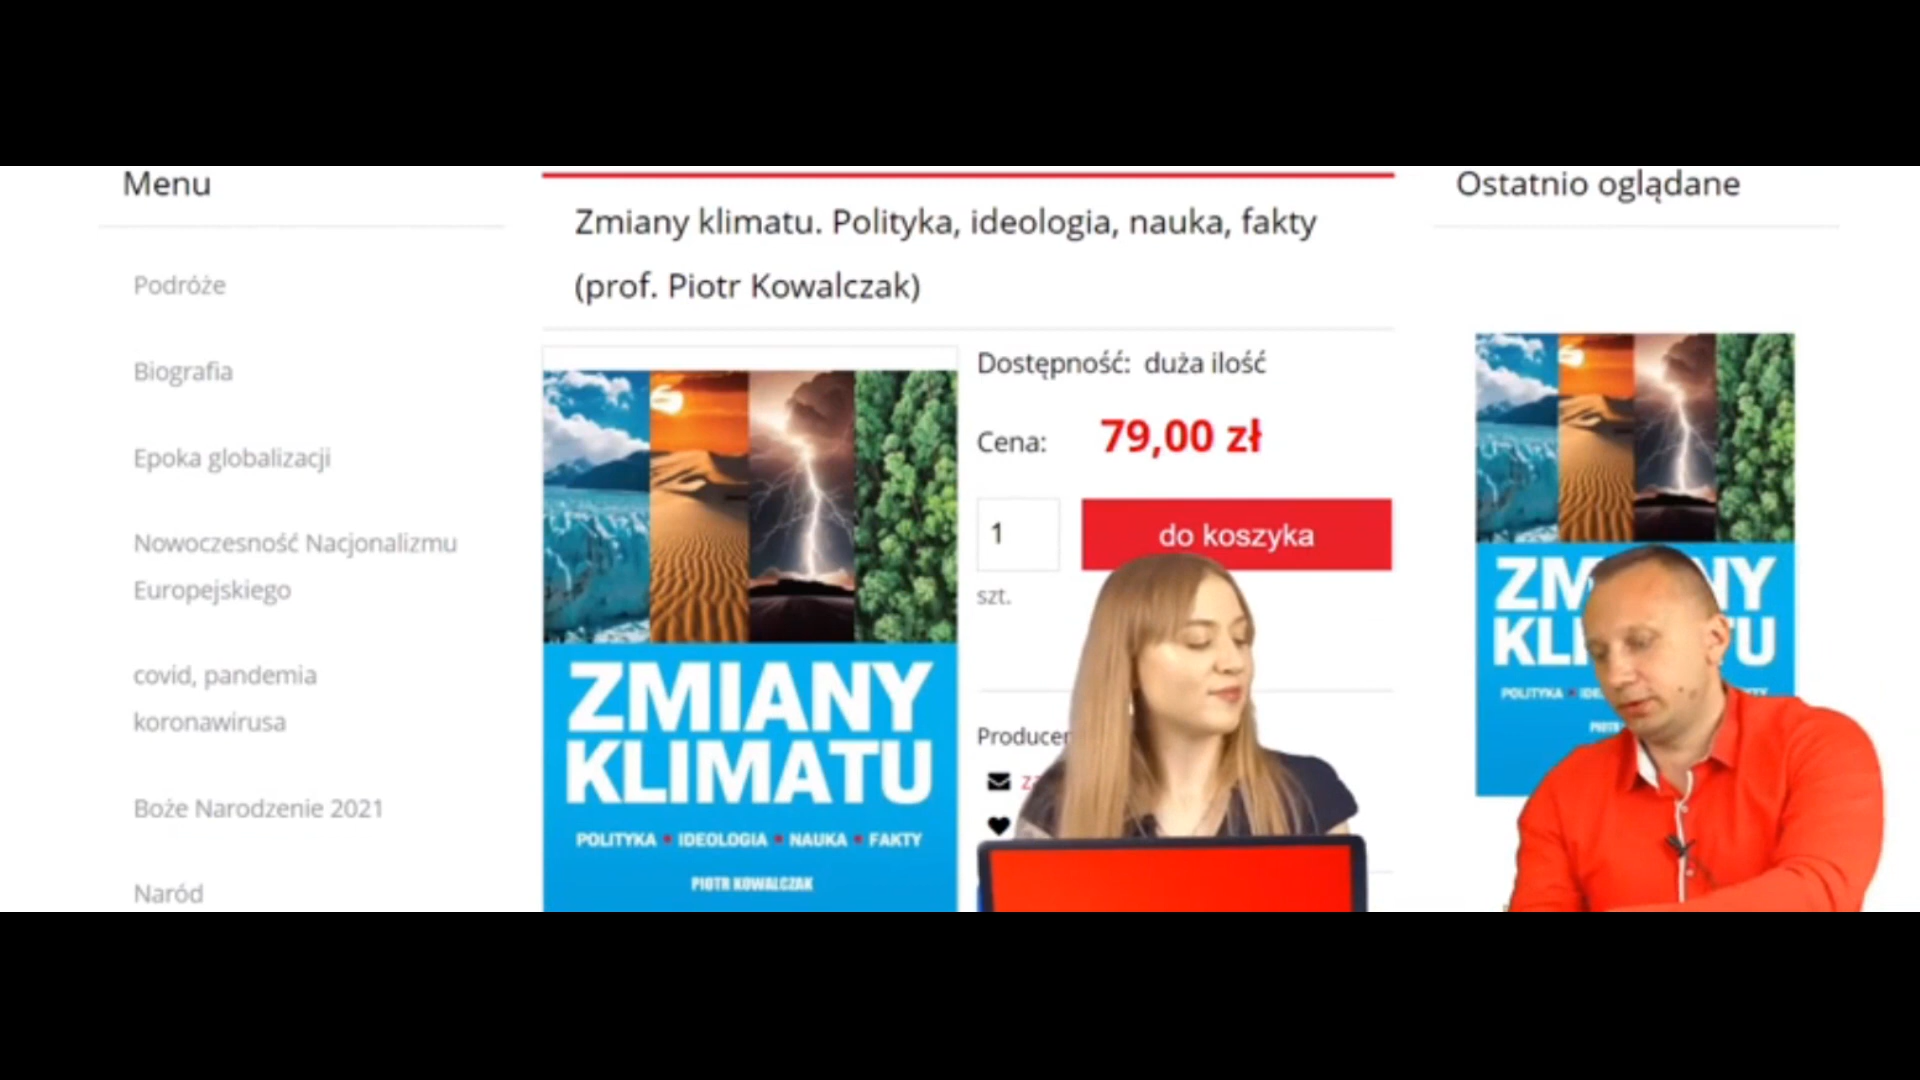 Menu
Podróże
Biografia
Epoka globalizacji
Nowoczesność Nacjonalizmu
Europejskiego
covid, pandemia
koronawirusa
Boże Narodzenie 2021
Naród
Zmiany klimatu. Polityka, ideologia, nauka, fakty
(prof. Piotr Kowalczak)
ZMIANY
KLIMATU
POLITYKA • IDEOLOGIA • NAUKA • FAKTY
PIOTR KOWALCZAK
Dostępność: duża ilość
Cena: 79,00 zł
1 do koszyka
szt.
Producen
Ostatnio oglądane
POLITYKA